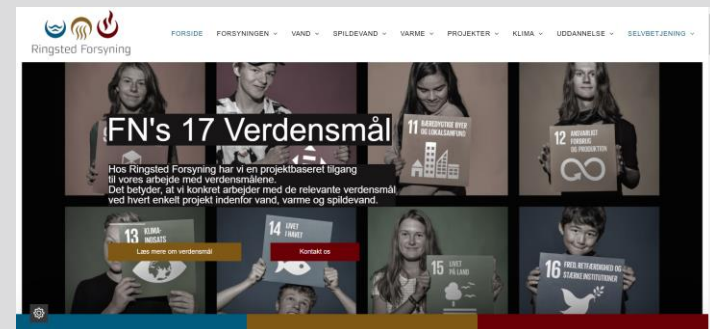 Ringsted Forsyning
FORSIDE FORSYNINGEN VAND SPILDEVAND VARME PROJEKTER KLIMA UDDANNELSE SELVBETJENING
FN's 17 Verdensmål
11 BÆREDYGTIGE BYER
OG LOKALSAMFUND
12 ANSVARLIGT
FORBRUG
OG PRODUKTION
Hos Ringsted Forsyning har vi en projektbaseret tilgang
til vores arbejde med verdensmålene.
Det betyder, at vi konkret arbejder med de relevante verdensmål
ved hvert enkelt projekt indenfor vand, varme og spildevand.
13 KLIMA-
INDSATS
14 LIVET
I HAVET
15 LIVET
PÅ LAND
16 FRED, RETFÆRDIGHED OG
STÆRKE INSTITUTIONER
Læs mere om verdensmål
Kontakt os